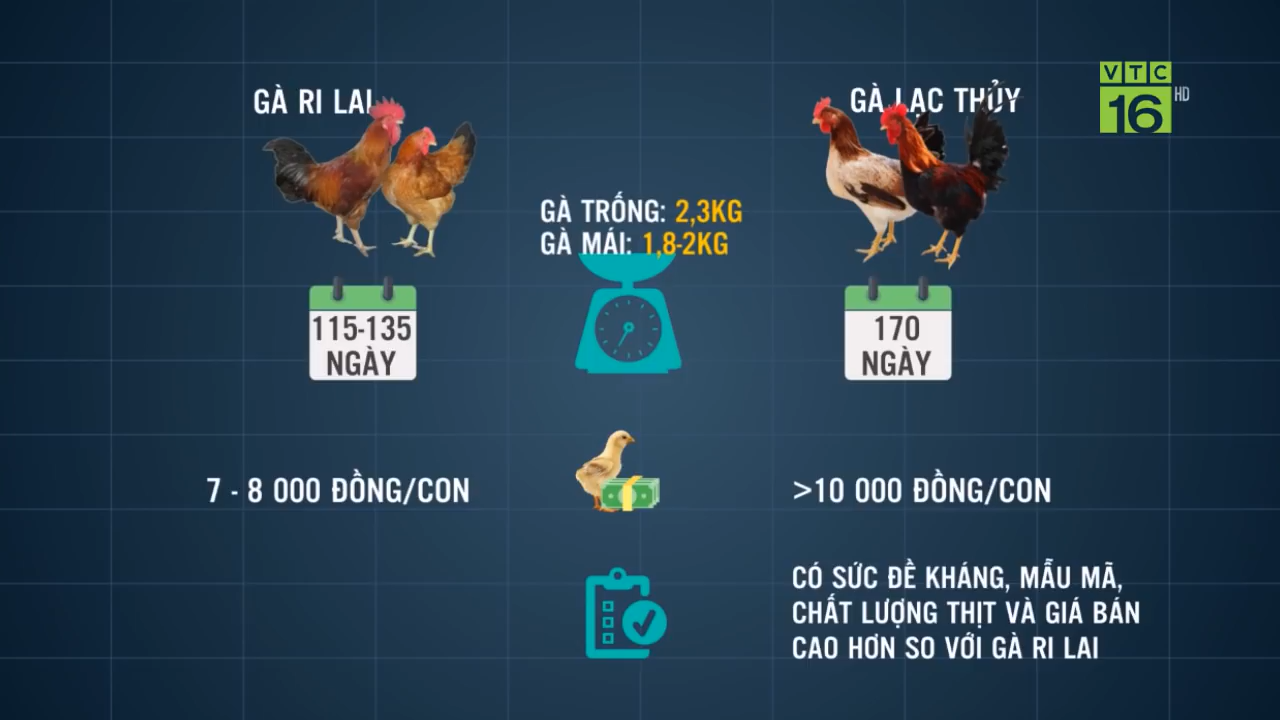 GÀ RI LAI
GÀ LẠC THỦY
VTC
16
HD
GÀ TRỐNG: 2,3KG
GÀ MÁI: 1,8-2KG
115-135
NGÀY
170
NGÀY
7 - 8 000 ĐỒNG/CON
>10 000 ĐỒNG/CON
CÓ SỨC ĐỀ KHÁNG, MẪU MÃ,
CHẤT LƯỢNG THỊT VÀ GIÁ BÁN
CAO HƠN SO VỚI GÀ RI LAI